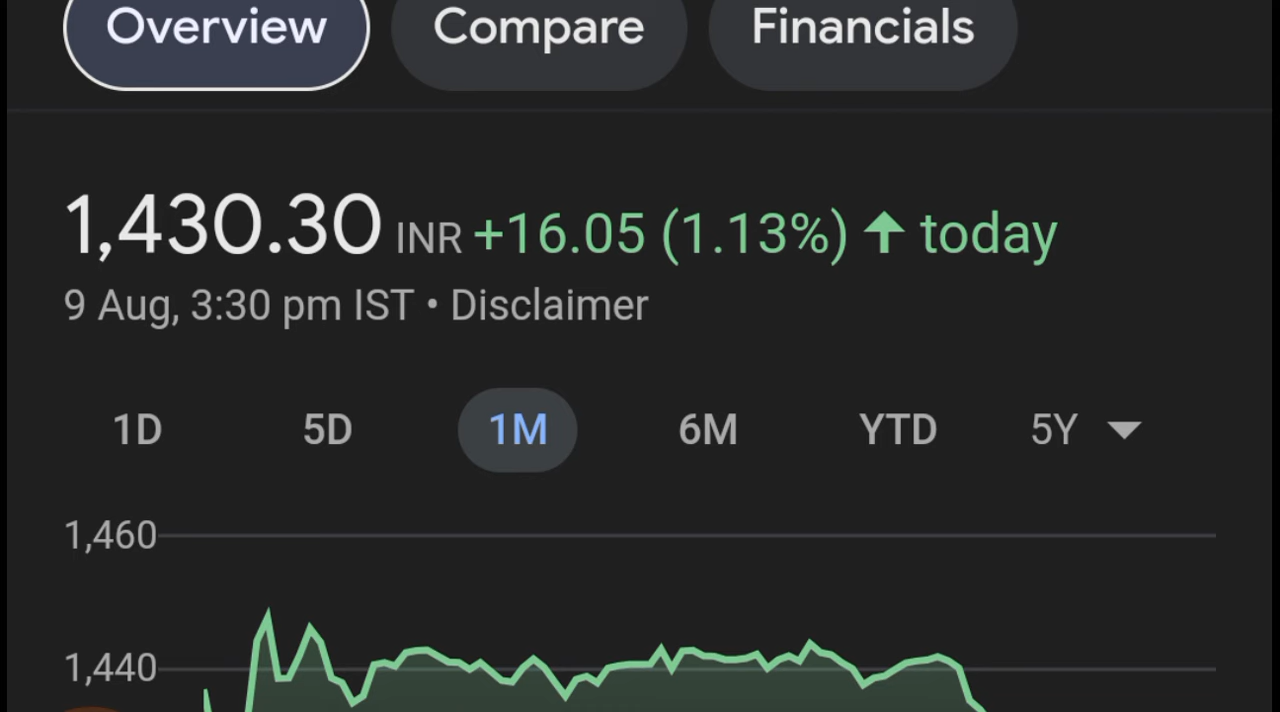 Overview Compare Financials
1,430.30 INR +16.05 (1.13%) ↑ today
9 Aug, 3:30 pm IST • Disclaimer
1D 5D 1M 6M YTD 5Y
1,460
1,440